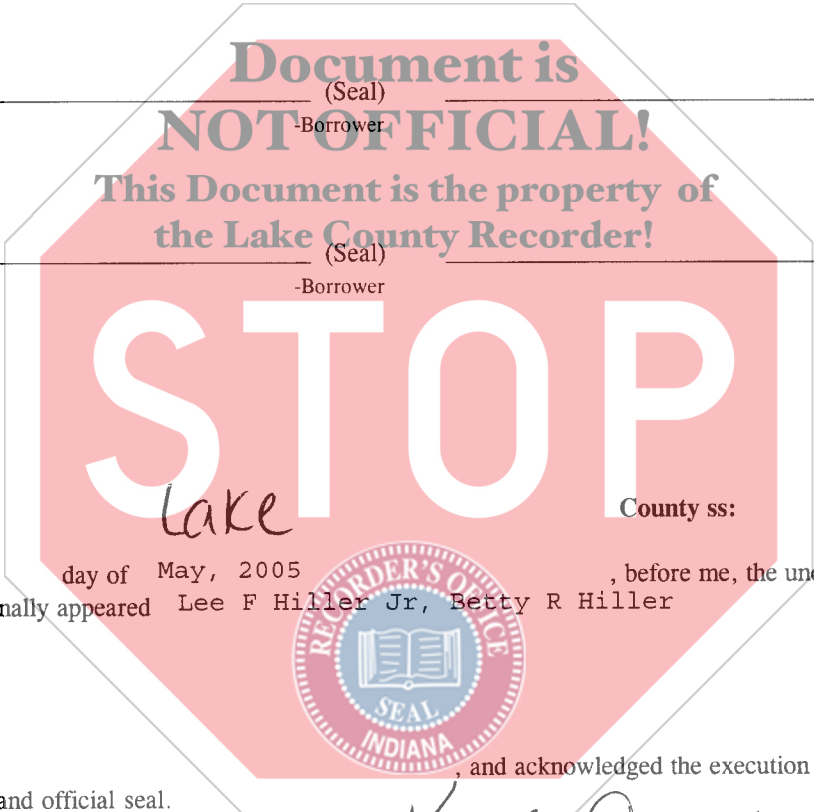 Document is
(Seal)
-Borrower
NOT OFFICIAL!
This Document is the property of
the Lake County Recorder!
(Seal)
-Borrower
STOP
Lake County ss:
day of May, 2005 , before me, the und
nally appeared Lee F Hiller Jr, Betty R Hiller
RECORDER'S OFFICE
SEAL
INDIANA
, and acknowledged the execution
and official seal.